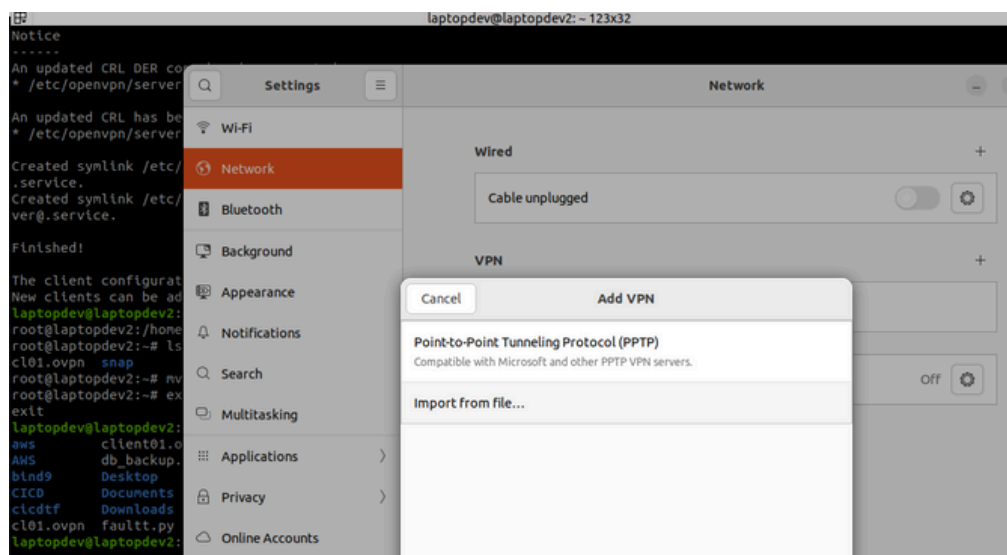 laptopdev@laptopdev2: ~ 123x32
Notice
------
An updated CRL DER co
* /etc/openvpn/server
An updated CRL has be
* /etc/openvpn/server
Created symlink /etc/
.service.
Created symlink /etc/
ver@.service.
Finished!
The client configurat
New clients can be ad
laptopdev@laptopdev2:
root@laptopdev2:/home
root@laptopdev2:~# ls
cl01.ovpn snap
root@laptopdev2:~# mv
root@laptopdev2:~# ex
exit
laptopdev@laptopdev2:
aws client01.o
AWS db_backup.
bind9 Desktop
CICD Documents
cicdtf Downloads
cl01.ovpn faultt.py
laptopdev@laptopdev2:
Settings
Wi-Fi
Network
Bluetooth
Background
Appearance
Notifications
Search
Multitasking
Applications
Privacy
Online Accounts
Network
Wired
Cable unplugged
VPN
Off
Cancel
Add VPN
Point-to-Point Tunneling Protocol (PPTP)
Compatible with Microsoft and other PPTP VPN servers.
Import from file...